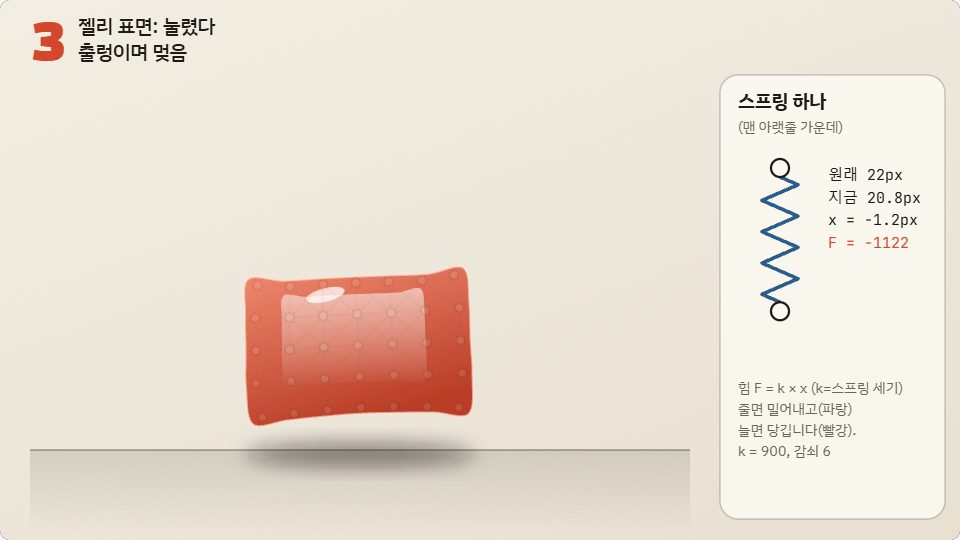 3
젤리 표면: 눌렸다
출렁이며 멎음
스프링 하나
(맨 아랫줄 가운데)
원래 22px
지금 20.8px
x = -1.2px
F = -1122
힘 F = k × x (k=스프링 세기)
줄면 밀어내고(파랑)
늘면 당깁니다(빨강).
k = 900, 감쇠 6